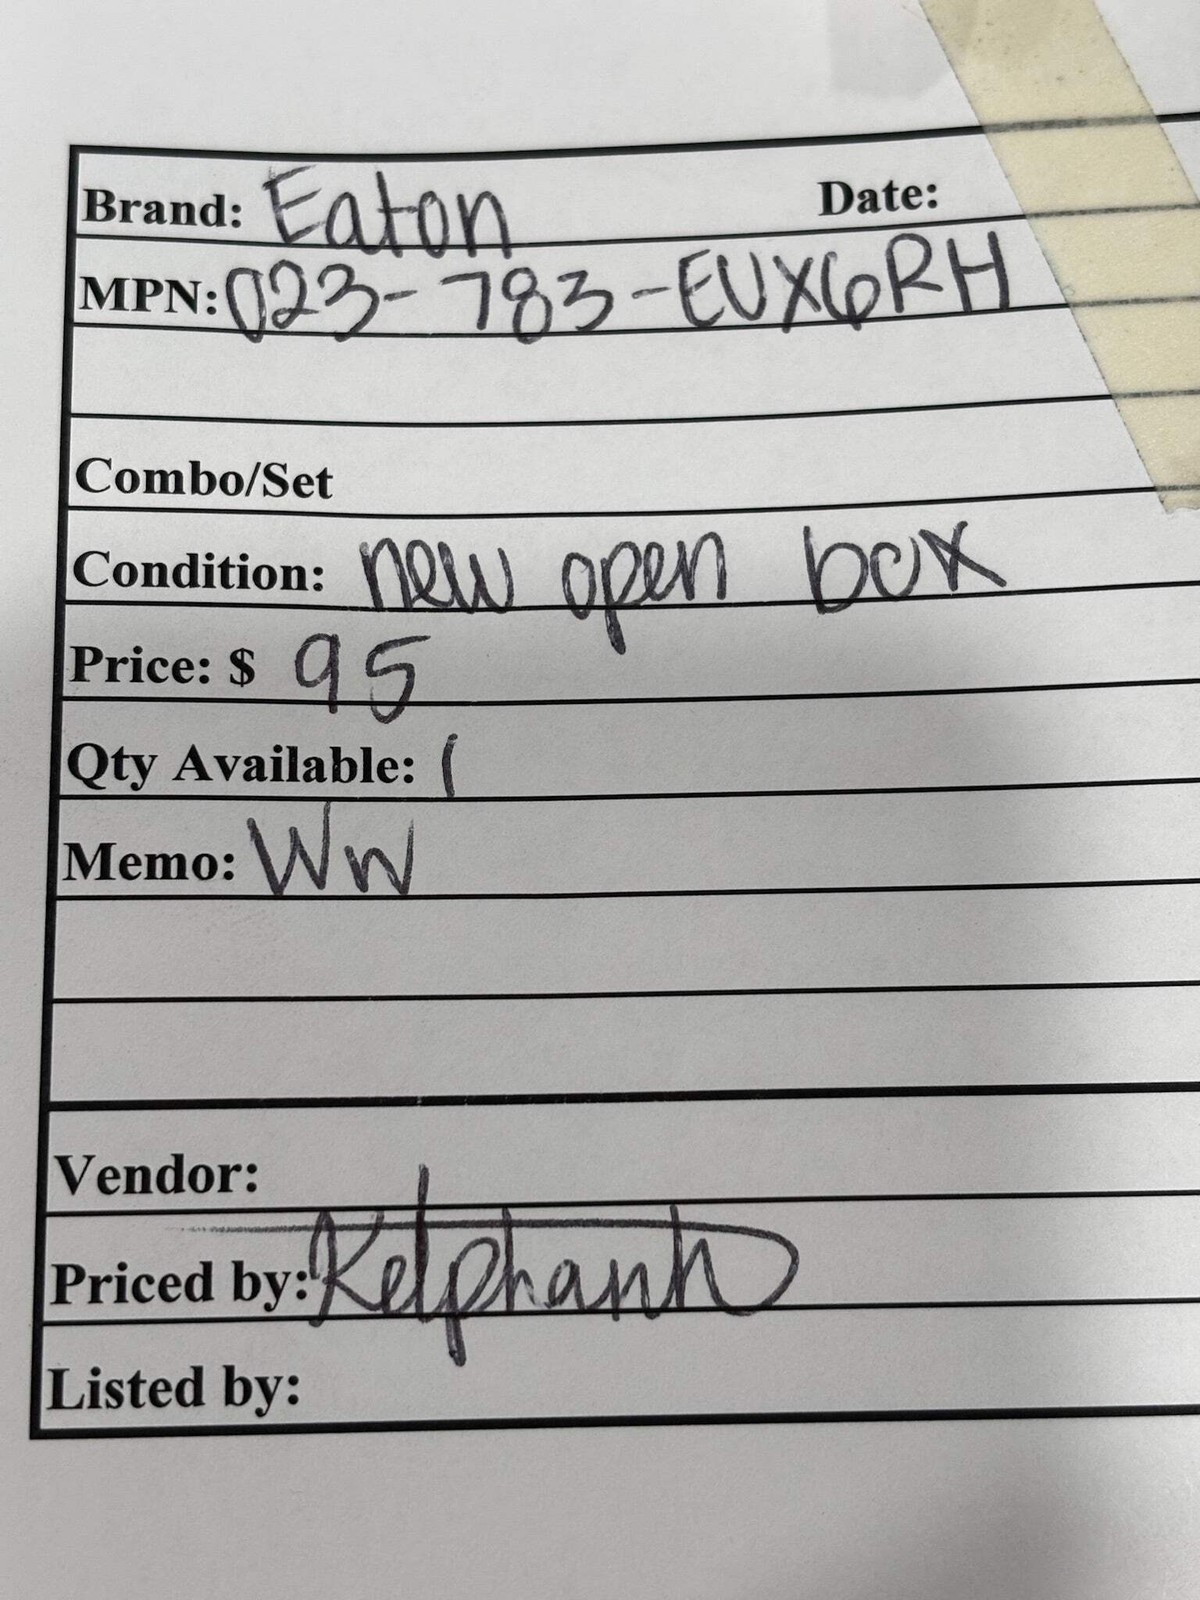 Brand: Eaton Date:
MPN: 023-783-EUX6RH
Combo/Set
Condition: new open box
Price: $ 95
Qty Available: 1
Memo: WW
Vendor:
Priced by:
Listed by: